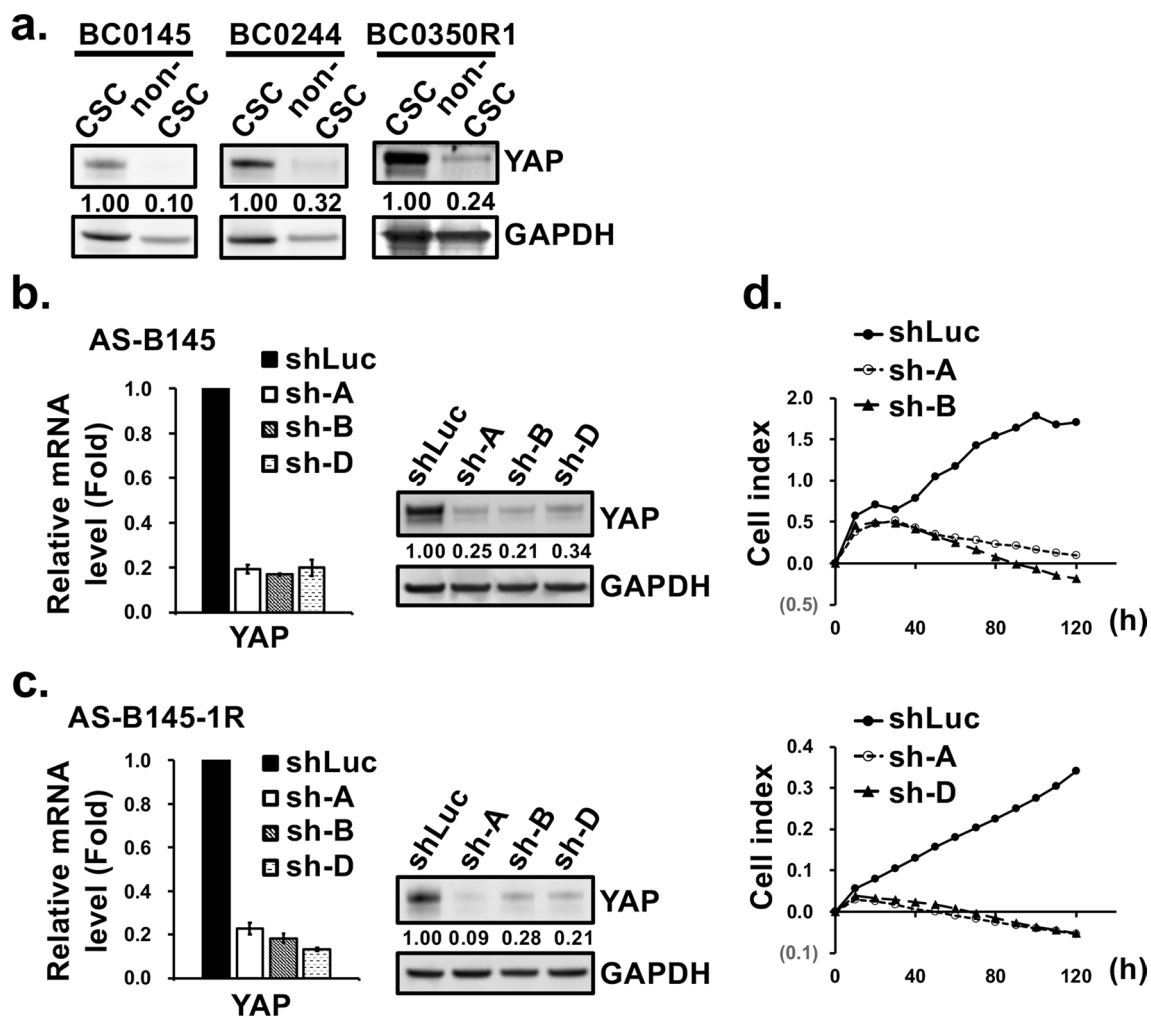 a.
BC0145 BC0244 BC0350R1
CSC non-CSC CSC non-CSC CSC non-CSC
YAP
1.00 0.10 1.00 0.32 1.00 0.24
GAPDH
b.
AS-B145
Relative mRNA level (Fold)
1.0
0.8
0.6
0.4
0.2
0.0
YAP
shLuc
sh-A
sh-B
sh-D
shLuc sh-A sh-B sh-D
YAP
1.00 0.25 0.21 0.34
GAPDH
c.
AS-B145-1R
Relative mRNA level (Fold)
1.0
0.8
0.6
0.4
0.2
0.0
YAP
shLuc
sh-A
sh-B
sh-D
shLuc sh-A sh-B sh-D
YAP
1.00 0.09 0.28 0.21
GAPDH
d.
shLuc
sh-A
sh-B
Cell index
2.0
1.5
1.0
0.5
0.0
(0.5)
0 40 80 120 (h)
shLuc
sh-A
sh-D
Cell index
0.4
0.3
0.2
0.1
0.0
(0.1)
0 40 80 120 (h)